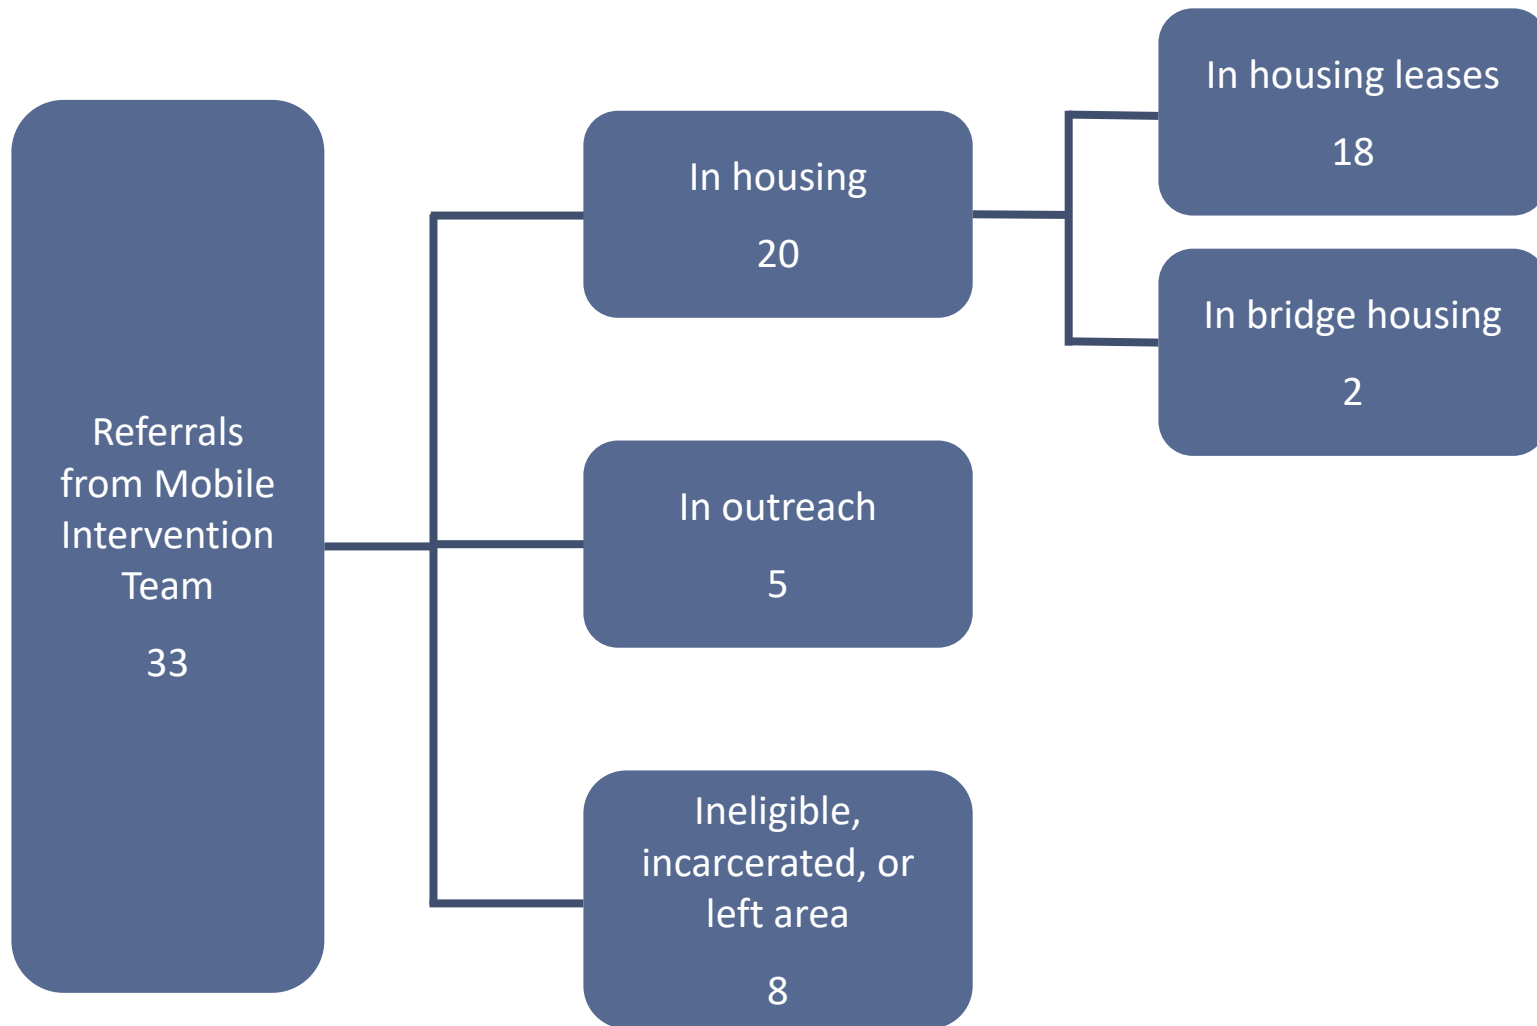 Referrals
from Mobile
Intervention
Team
33
In housing
20
In housing leases
18
In bridge housing
2
In outreach
5
Ineligible,
incarcerated, or
left area
8